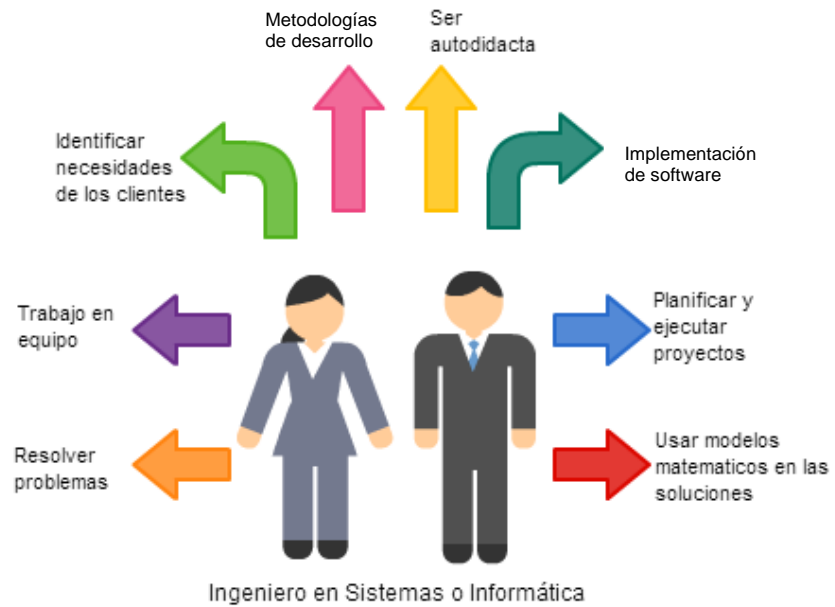 Metodologías
de desarrollo
Ser
autodidacta
Identificar
necesidades
de los clientes
Implementación
de software
Trabajo en
equipo
Planificar y
ejecutar
proyectos
Resolver
problemas
Usar modelos
matematicos en las
soluciones
Ingeniero en Sistemas o Informática